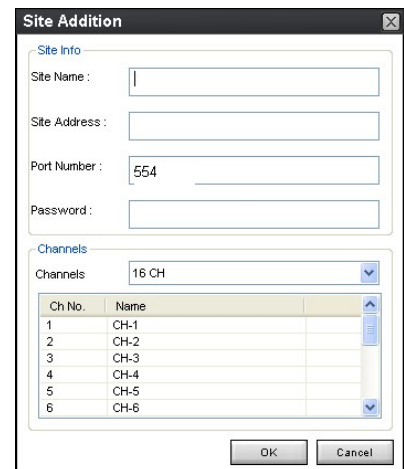 Site Addition
Site Info
Site Name :
Site Address :
Port Number : 554
Password :
Channels
Channels 16 CH
Ch No. Name
1 CH-1
2 CH-2
3 CH-3
4 CH-4
5 CH-5
6 CH-6
OK Cancel